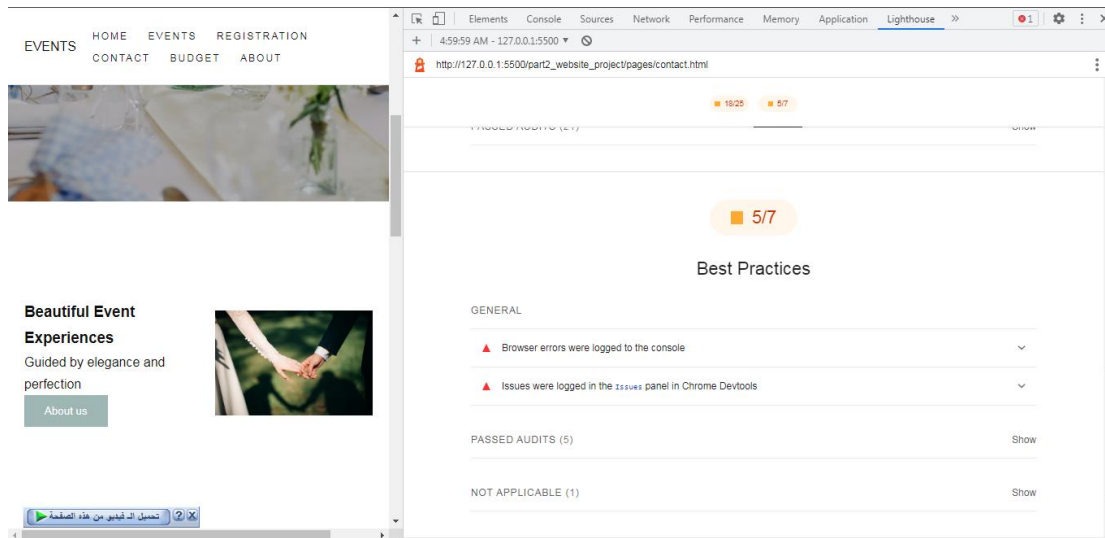 Elements Console Sources Network Performance Memory Application Lighthouse » 1
4:59:59 AM - 127.0.0.1:5500
http://127.0.0.1:5500/part2_website_project/pages/contact.html
18/25 5/7
PASSED AUDITS (21) Show
5/7
Best Practices
GENERAL
Browser errors were logged to the console
Issues were logged in the Issues panel in Chrome Devtools
PASSED AUDITS (5) Show
NOT APPLICABLE (1) Show
EVENTS
HOME EVENTS REGISTRATION
CONTACT BUDGET ABOUT
Beautiful Event
Experiences
Guided by elegance and
perfection
About us
تحميل الـ فيديو من هذه الصفحة ? X